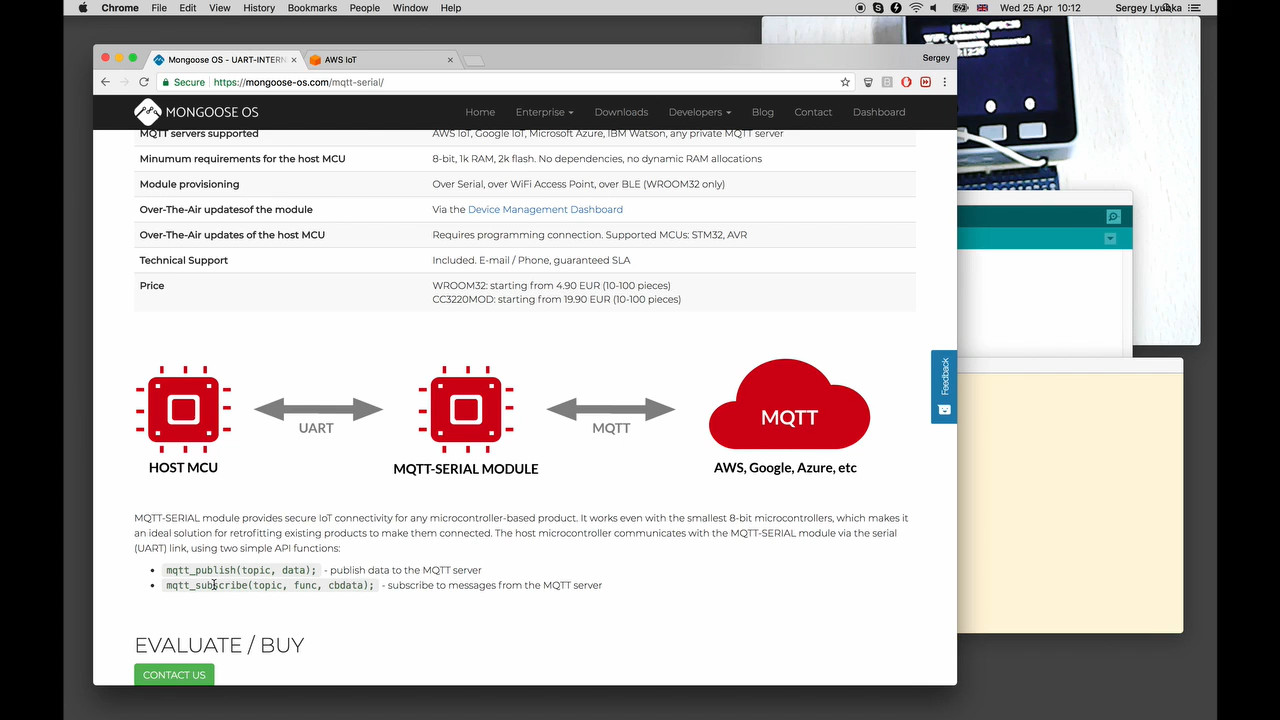 Chrome File Edit View History Bookmarks People Window Help
Wed 25 Apr 10:12
Mongoose OS - UART-INTERN
AWS IoT
Sergey
Secure https://mongoose-os.com/mqtt-serial/
MONGOOSE OS
Home Enterprise Downloads Developers Blog Contact Dashboard
MQTT servers supported AWS IoT, Google IoT, Microsoft Azure, IBM Watson, any private MQTT server
Minumum requirements for the host MCU 8-bit, 1k RAM, 2k flash. No dependencies, no dynamic RAM allocations
Module provisioning Over Serial, over WiFi Access Point, over BLE (WROOM32 only)
Over-The-Air updatesof the module Via the Device Management Dashboard
Over-The-Air updates of the host MCU Requires programming connection. Supported MCUs: STM32, AVR
Technical Support Included. E-mail / Phone, guaranteed SLA
Price WROOM32: starting from 4.90 EUR (10-100 pieces)
CC3220MOD: starting from 19.90 EUR (10-100 pieces)
Feedback
UART
MQTT
MQTT
HOST MCU
MQTT-SERIAL MODULE
AWS, Google, Azure, etc
MQTT-SERIAL module provides secure IoT connectivity for any microcontroller-based product. It works even with the smallest 8-bit microcontrollers, which makes it
an ideal solution for retrofitting existing products to make them connected. The host microcontroller communicates with the MQTT-SERIAL module via the serial
(UART) link, using two simple API functions:
mqtt_publish(topic, data); - publish data to the MQTT server
mqtt_subscribe(topic, func, cbdata); - subscribe to messages from the MQTT server
EVALUATE / BUY
CONTACT US